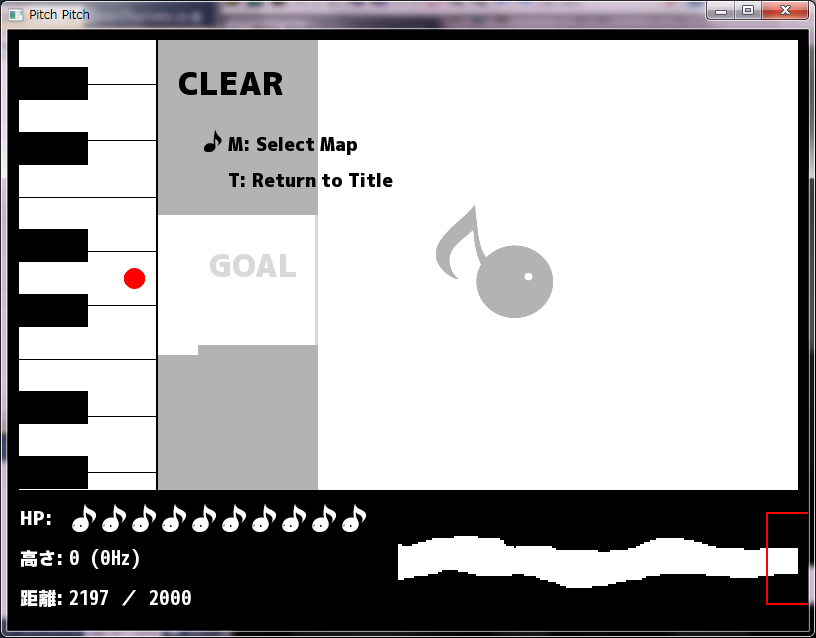 Pitch Pitch
CLEAR
M: Select Map
T: Return to Title
GOAL
HP:
高さ: 0 (0Hz)
距離: 2197 / 2000